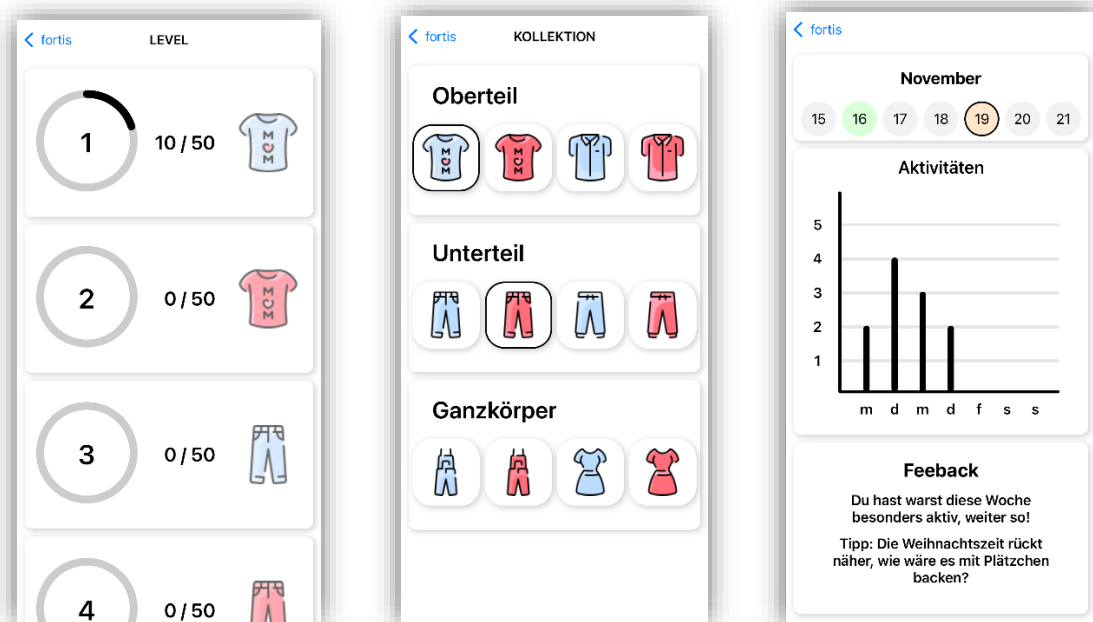 fortis
LEVEL
1
10 / 50
MOM
2
0 / 50
MOM
3
0 / 50
4
0 / 50
fortis
KOLLEKTION
Oberteil
MOM
MOM
Unterteil
Ganzkörper
fortis
November
15 16 17 18 19 20 21
Aktivitäten
5
4
3
2
1
m d m d f s s
Feeback
Du hast warst diese Woche
besonders aktiv, weiter so!
Tipp: Die Weihnachtszeit rückt
näher, wie wäre es mit Plätzchen
backen?